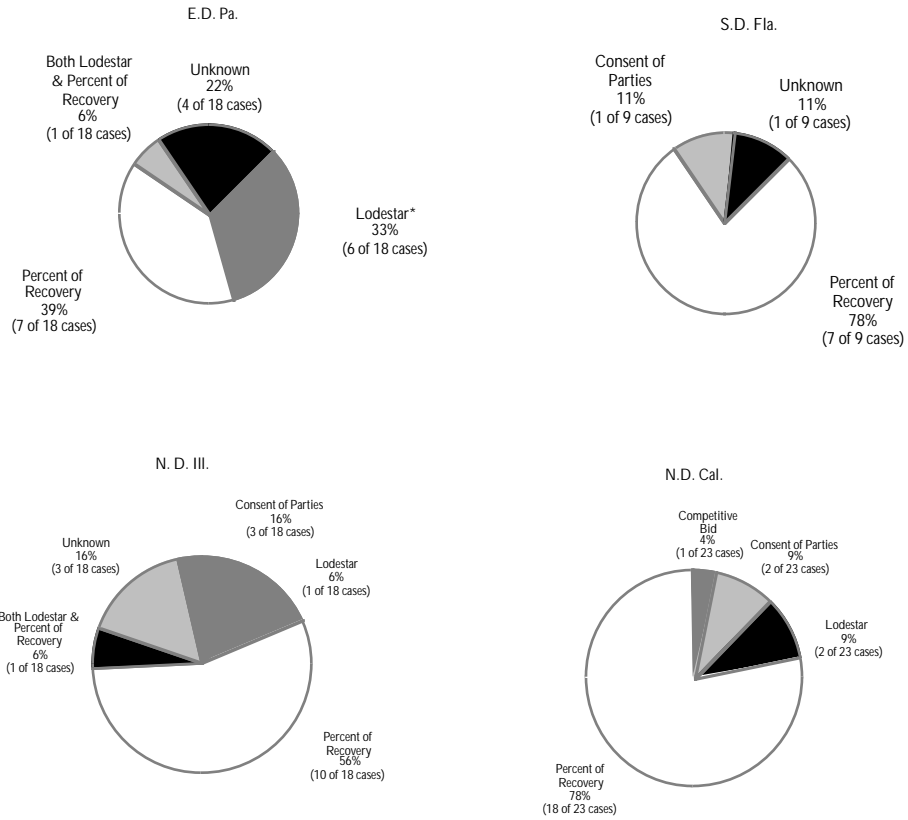 E.D. Pa.
Both Lodestar
& Percent of
Recovery
6%
(1 of 18 cases)
Unknown
22%
(4 of 18 cases)
Lodestar*
33%
(6 of 18 cases)
Percent of
Recovery
39%
(7 of 18 cases)
S.D. Fla.
Consent of
Parties
11%
(1 of 9 cases)
Unknown
11%
(1 of 9 cases)
Percent of
Recovery
78%
(7 of 9 cases)
N. D. Ill.
Consent of Parties
16%
(3 of 18 cases)
Unknown
16%
(3 of 18 cases)
Lodestar
6%
(1 of 18 cases)
Both Lodestar &
Percent of
Recovery
6%
(1 of 18 cases)
Percent of
Recovery
56%
(10 of 18 cases)
N.D. Cal.
Competitive
Bid
4%
(1 of 23 cases)
Consent of Parties
9%
(2 of 23 cases)
Lodestar
9%
(2 of 23 cases)
Percent of
Recovery
78%
(18 of 23 cases)